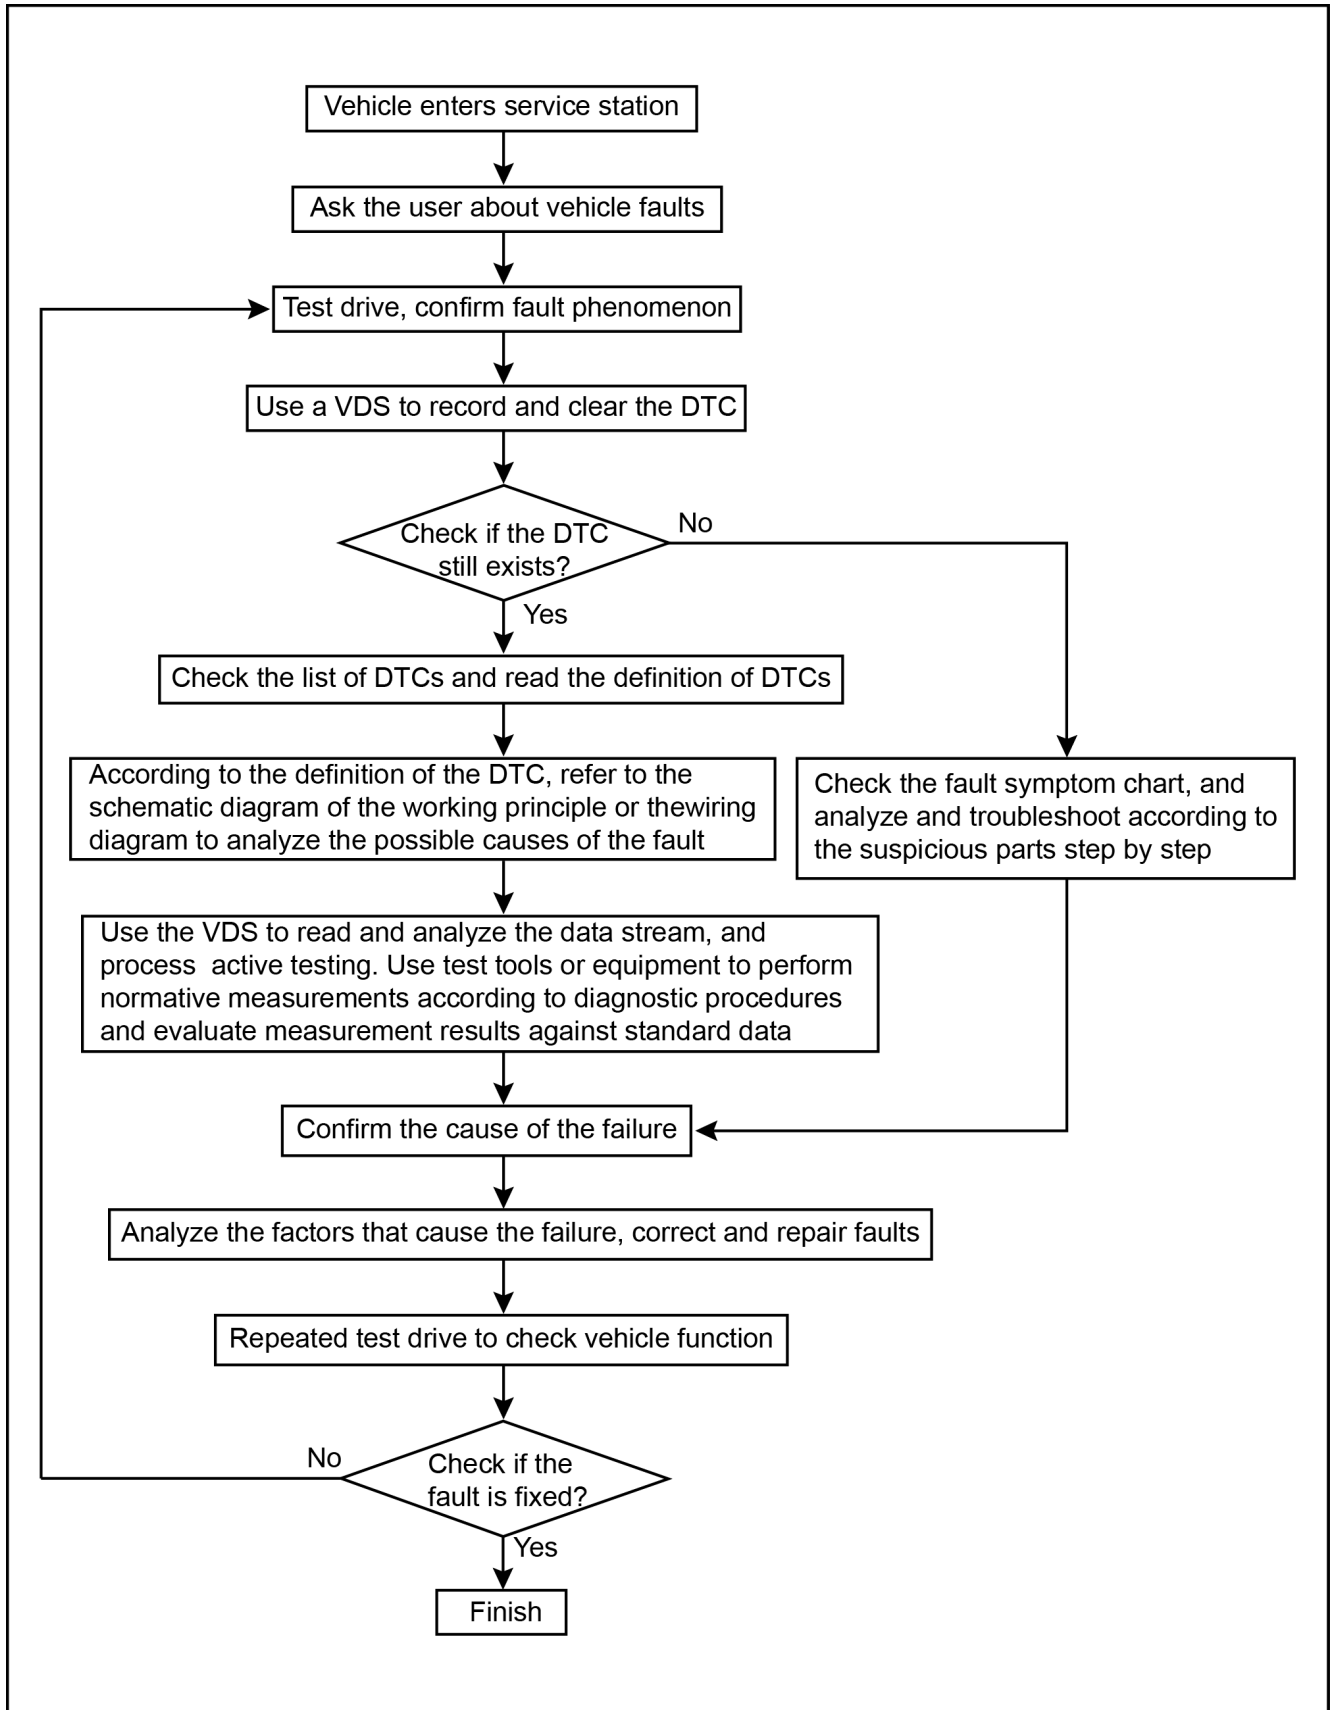 Vehicle enters service station
Ask the user about vehicle faults
Test drive, confirm fault phenomenon
Use a VDS to record and clear the DTC
Check if the DTC
still exists?
No
Yes
Check the list of DTCs and read the definition of DTCs
According to the definition of the DTC, refer to the
schematic diagram of the working principle or thewiring
diagram to analyze the possible causes of the fault
Check the fault symptom chart, and
analyze and troubleshoot according to
the suspicious parts step by step
Use the VDS to read and analyze the data stream, and
process  active testing. Use test tools or equipment to perform
normative measurements according to diagnostic procedures
and evaluate measurement results against standard data
Confirm the cause of the failure
Analyze the factors that cause the failure, correct and repair faults
Repeated test drive to check vehicle function
No
Check if the
fault is fixed?
Yes
Finish